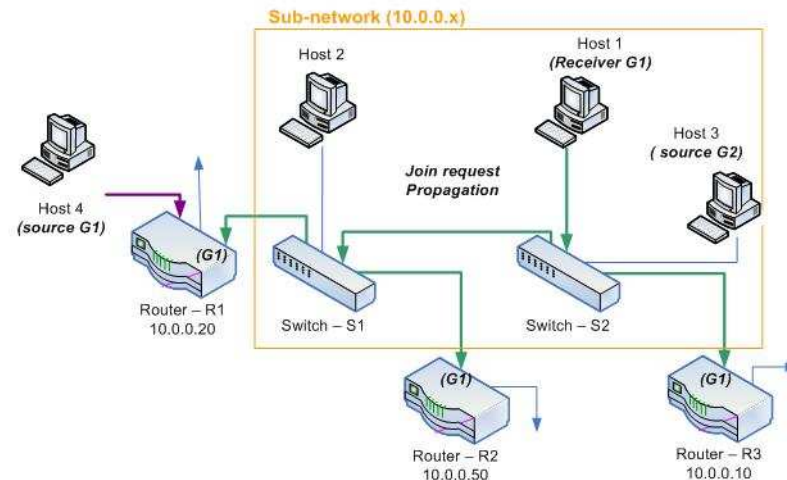 Sub-network (10.0.0.x)
Host 2
Host 1
(Receiver G1)
Host 3
( source G2)
Join request
Propagation
Host 4
(source G1)
(G1)
Router – R1
10.0.0.20
Switch – S1
Switch – S2
(G1)
Router – R2
10.0.0.50
(G1)
Router – R3
10.0.0.10